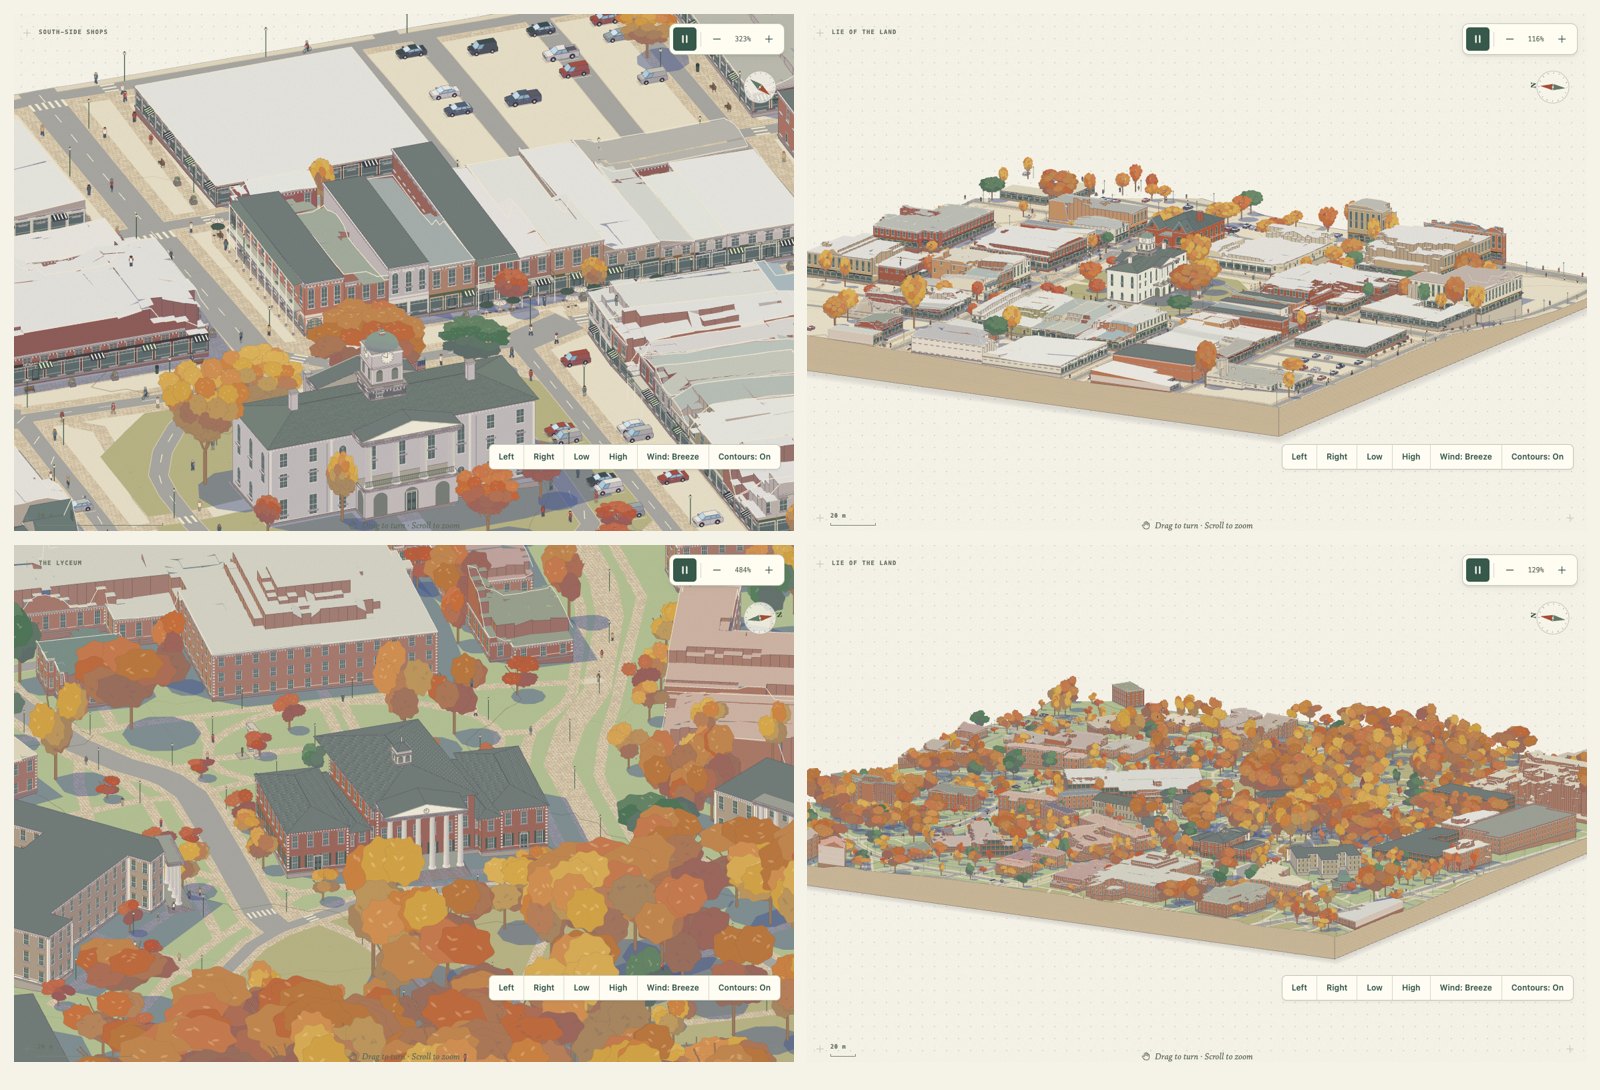 SOUTH-SIDE SHOPS
323%
Left Right Low High Wind: Breeze Contours: On
Drag to turn · Scroll to zoom
LIE OF THE LAND
116%
N
Left Right Low High Wind: Breeze Contours: On
20 m
Drag to turn · Scroll to zoom
THE LYCEUM
484%
N
Left Right Low High Wind: Breeze Contours: On
Drag to turn · Scroll to zoom
LIE OF THE LAND
129%
N
Left Right Low High Wind: Breeze Contours: On
20 m
Drag to turn · Scroll to zoom